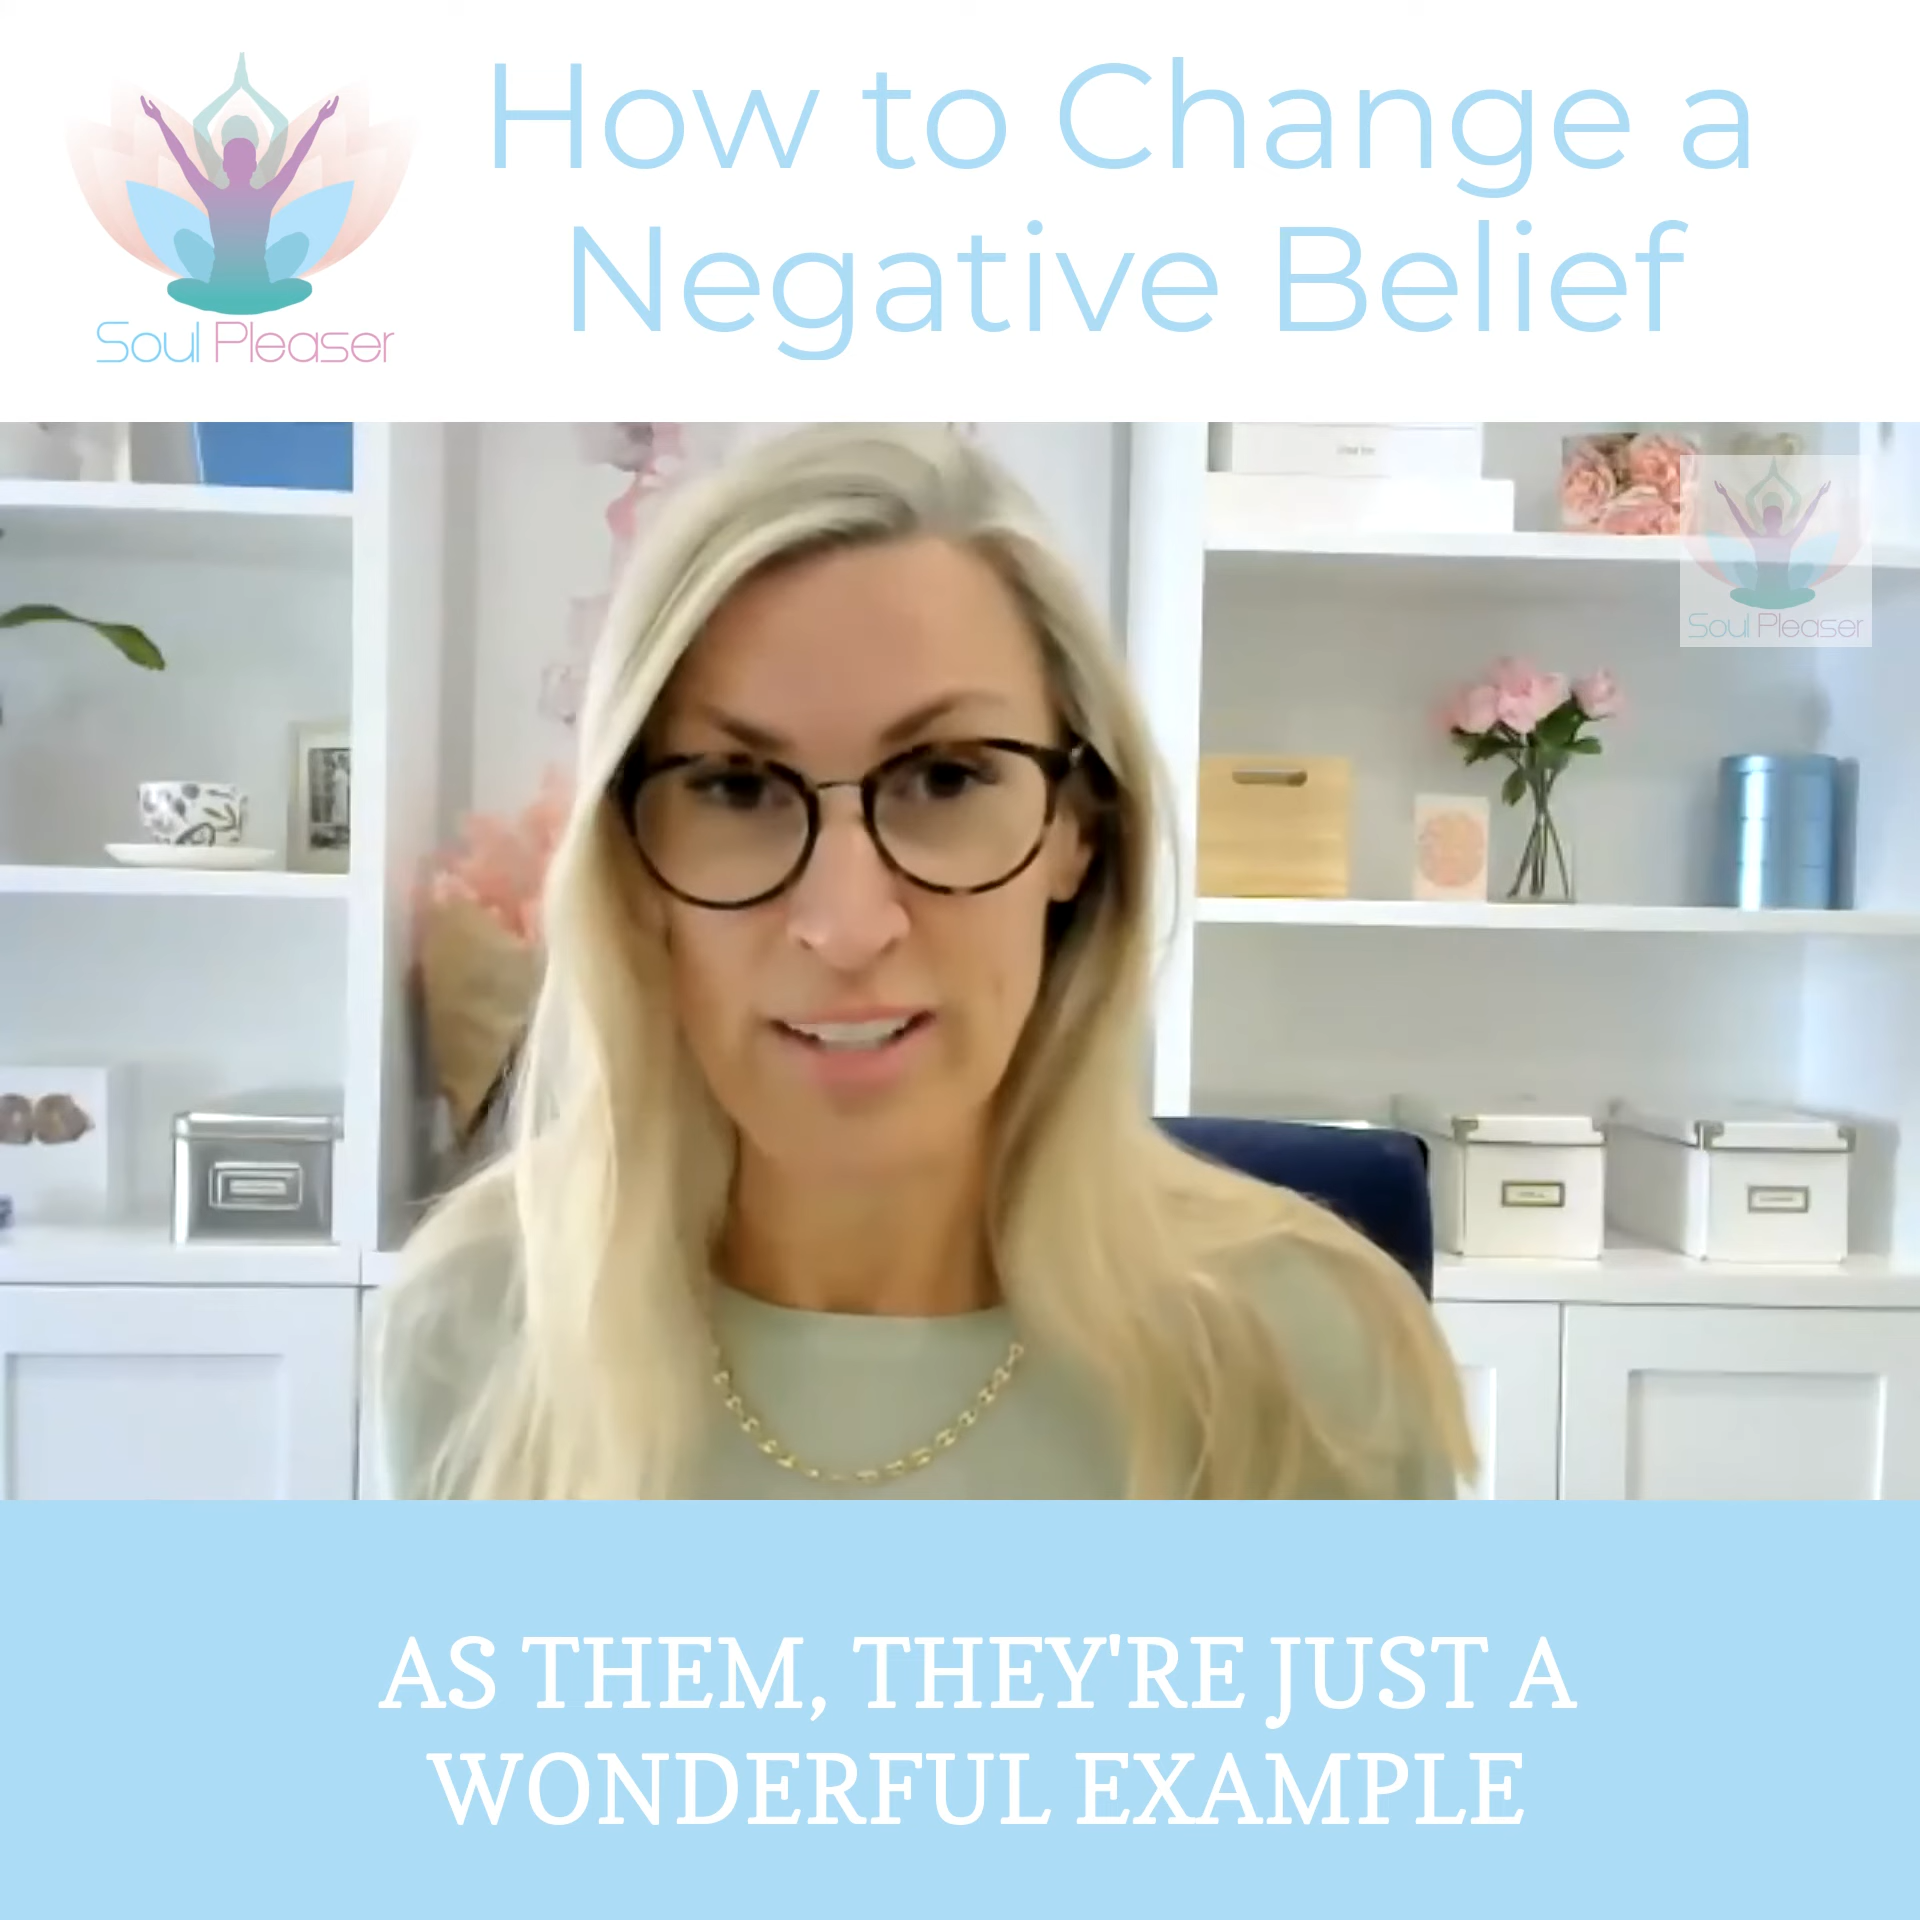 How to Change a
Negative Belief
Soul Pleaser
Soul Pleaser
AS THEM, THEY'RE JUST A
WONDERFUL EXAMPLE